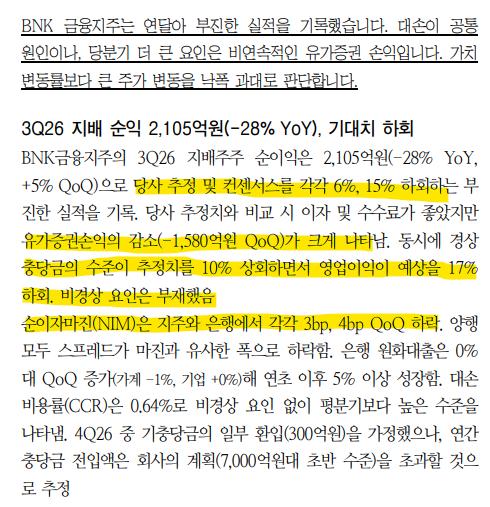 BNK 금융지주는 연달아 부진한 실적을 기록했습니다. 대손이 공통
원인이나, 당분기 더 큰 요인은 비연속적인 유가증권 손익입니다. 가치
변동률보다 큰 주가 변동을 낙폭 과대로 판단합니다.
3Q26 지배 순익 2,105억원(-28% YoY), 기대치 하회
BNK금융지주의 3Q26 지배주주 순이익은 2,105억원(-28% YoY,
+5% QoQ)으로 당사 추정 및 컨센서스를 각각 6%, 15% 하회하는 부
진한 실적을 기록. 당사 추정치와 비교 시 이자 및 수수료가 좋았지만
유가증권손익의 감소(-1,580억원 QoQ)가 크게 나타남. 동시에 경상
충당금의 수준이 추정치를 10% 상회하면서 영업이익이 예상을 17%
하회. 비경상 요인은 부재했음
순이자마진(NIM)은 지주와 은행에서 각각 3bp, 4bp QoQ 하락. 양행
모두 스프레드가 마진과 유사한 폭으로 하락함. 은행 원화대출은 0%
대 QoQ 증가(가계 -1%, 기업 +0%)해 연초 이후 5% 이상 성장함. 대손
비용률(CCR)은 0.64%로 비경상 요인 없이 평분기보다 높은 수준을
나타냄. 4Q26 중 기충당금의 일부 환입(300억원)을 가정했으나, 연간
충당금 전입액은 회사의 계획(7,000억원대 초반 수준)을 초과할 것으
로 추정